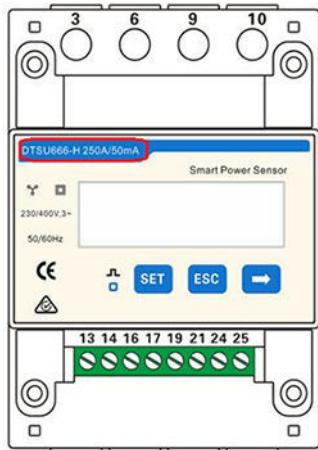 3 6 9 10
DTSU666-H 250A/50mA
Smart Power Sensor
230/400V,3~
50/60Hz
CE
SET ESC
13 14 16 17 19 21 24 25